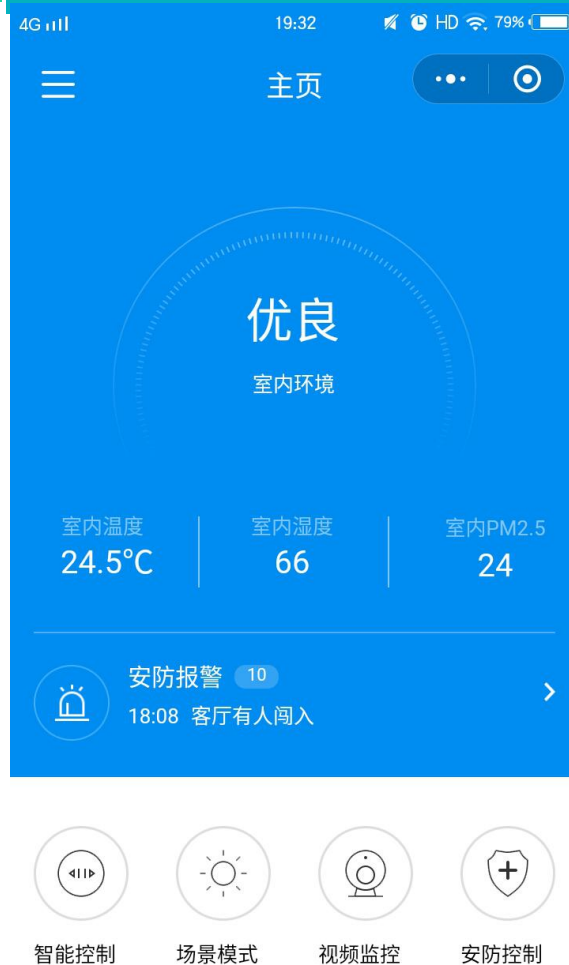 4G 19:32 HD 79%
主页
优良
室内环境
室内温度 室内湿度 室内PM2.5
24.5℃ 66 24
安防报警 10
18:08 客厅有人闯入
智能控制 场景模式 视频监控 安防控制